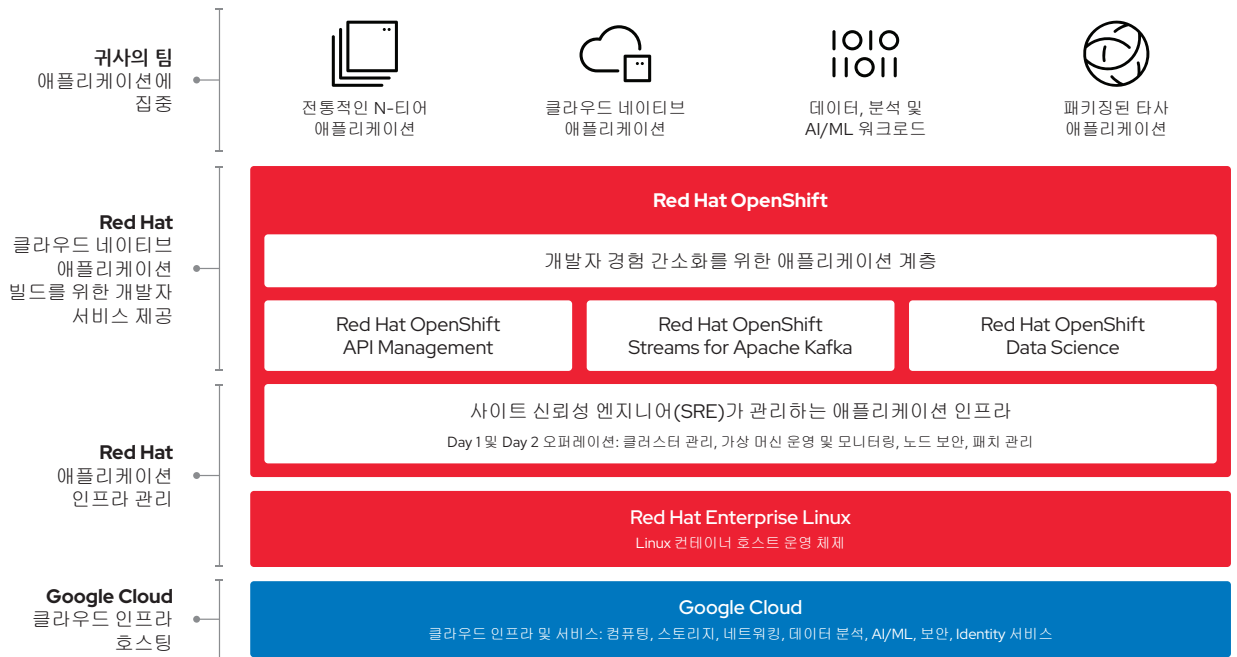 귀사의 팀
애플리케이션에
집중
1010
11011
전통적인 N-티어
애플리케이션
클라우드 네이티브
애플리케이션
데이터, 분석 및
AI/ML 워크로드
패키징된 타사
애플리케이션
Red Hat
클라우드 네이티브
애플리케이션
빌드를 위한 개발자
서비스 제공
Red Hat OpenShift
개발자 경험 간소화를 위한 애플리케이션 계층
Red Hat OpenShift
API Management
Red Hat OpenShift
Streams for Apache Kafka
Red Hat OpenShift
Data Science
Red Hat
애플리케이션
인프라 관리
사이트 신뢰성 엔지니어(SRE)가 관리하는 애플리케이션 인프라
Day 1 및 Day 2 오퍼레이션: 클러스터 관리, 가상 머신 운영 및 모니터링, 노드 보안, 패치 관리
Red Hat Enterprise Linux
Linux 컨테이너 호스트 운영 체제
Google Cloud
클라우드 인프라
호스팅
Google Cloud
클라우드 인프라 및 서비스: 컴퓨팅, 스토리지, 네트워킹, 데이터 분석, AI/ML, 보안, Identity 서비스